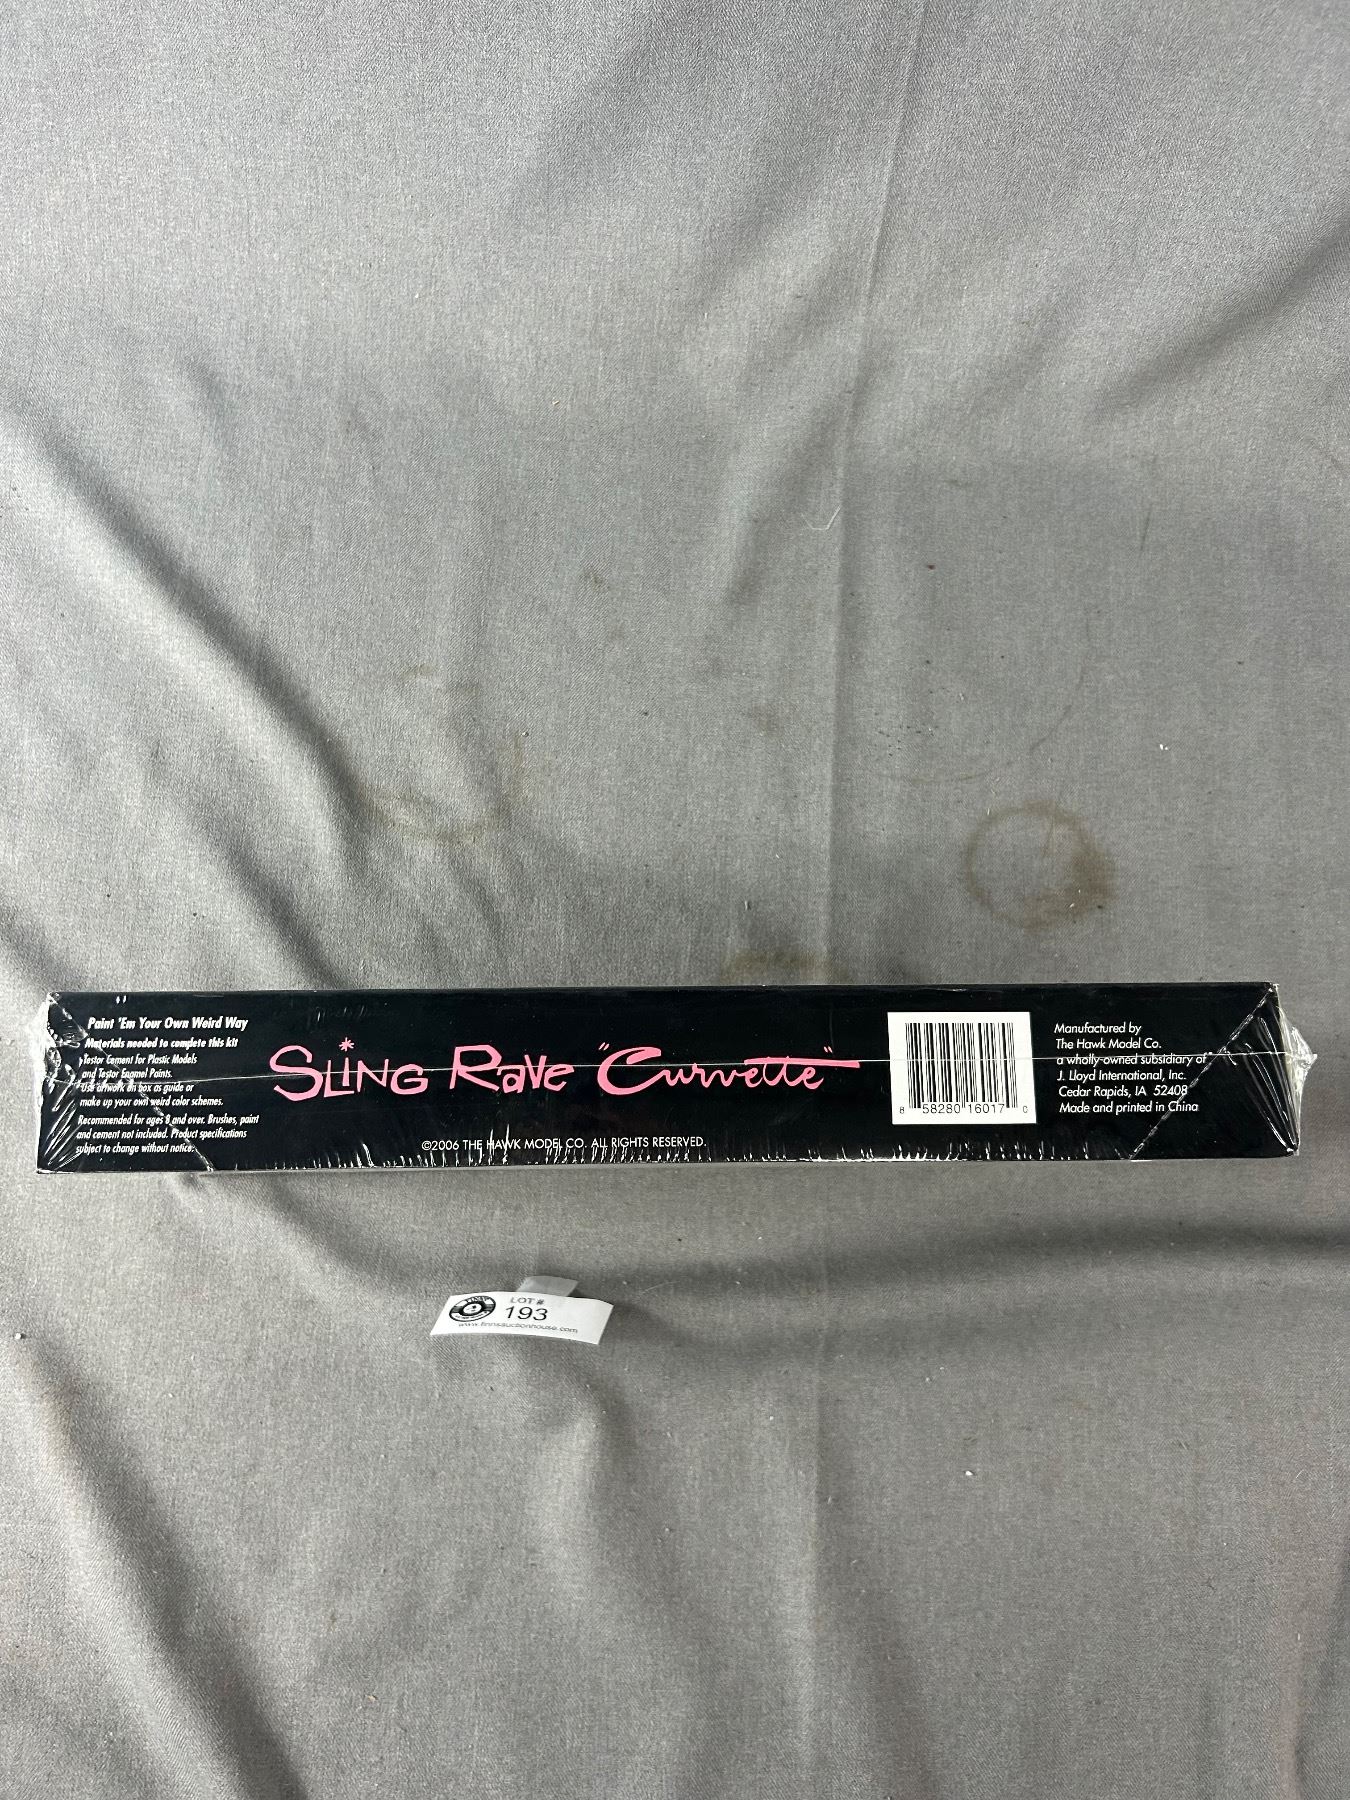 Paint 'Em Your Own Weird Way
Materials needed to complete this kit
Testor Cement for Plastic Models
and Testor Enamel Paints.
Use artwork on box as guide or
make up your own weird color schemes.
Recommended for ages 8 and over. Brushes, paint
and cement not included. Product specifications
subject to change without notice.
SLiNG RaVe "Curvette"
©2006 THE HAWK MODEL CO. ALL RIGHTS RESERVED.
8 58280 16017 0
Manufactured by
The Hawk Model Co.
a wholly-owned subsidiary of
J. Lloyd International, Inc.
Cedar Rapids, IA 52408
Made and printed in China
LOT #
193
www.finnsauctionhouse.com